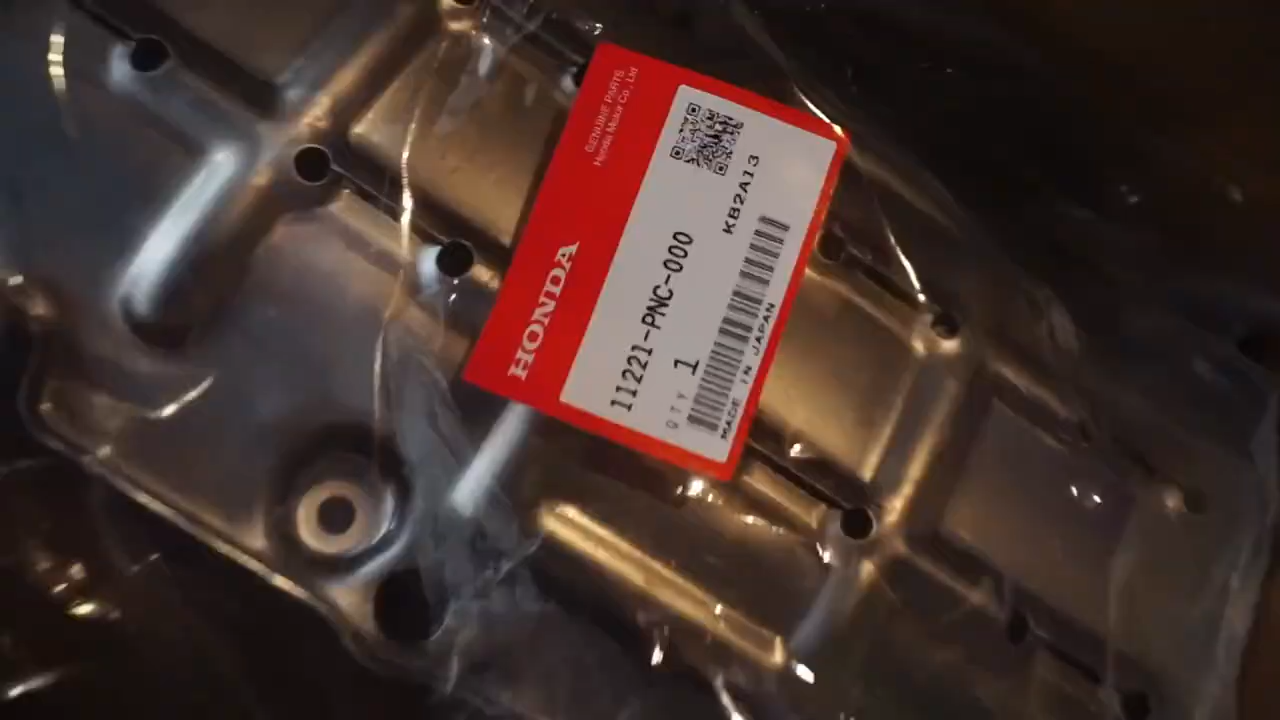 GENUINE PARTS
Honda Motor Co., Ltd
HONDA
KB2A13
11221-PNC-000
QTY 1
MADE IN JAPAN